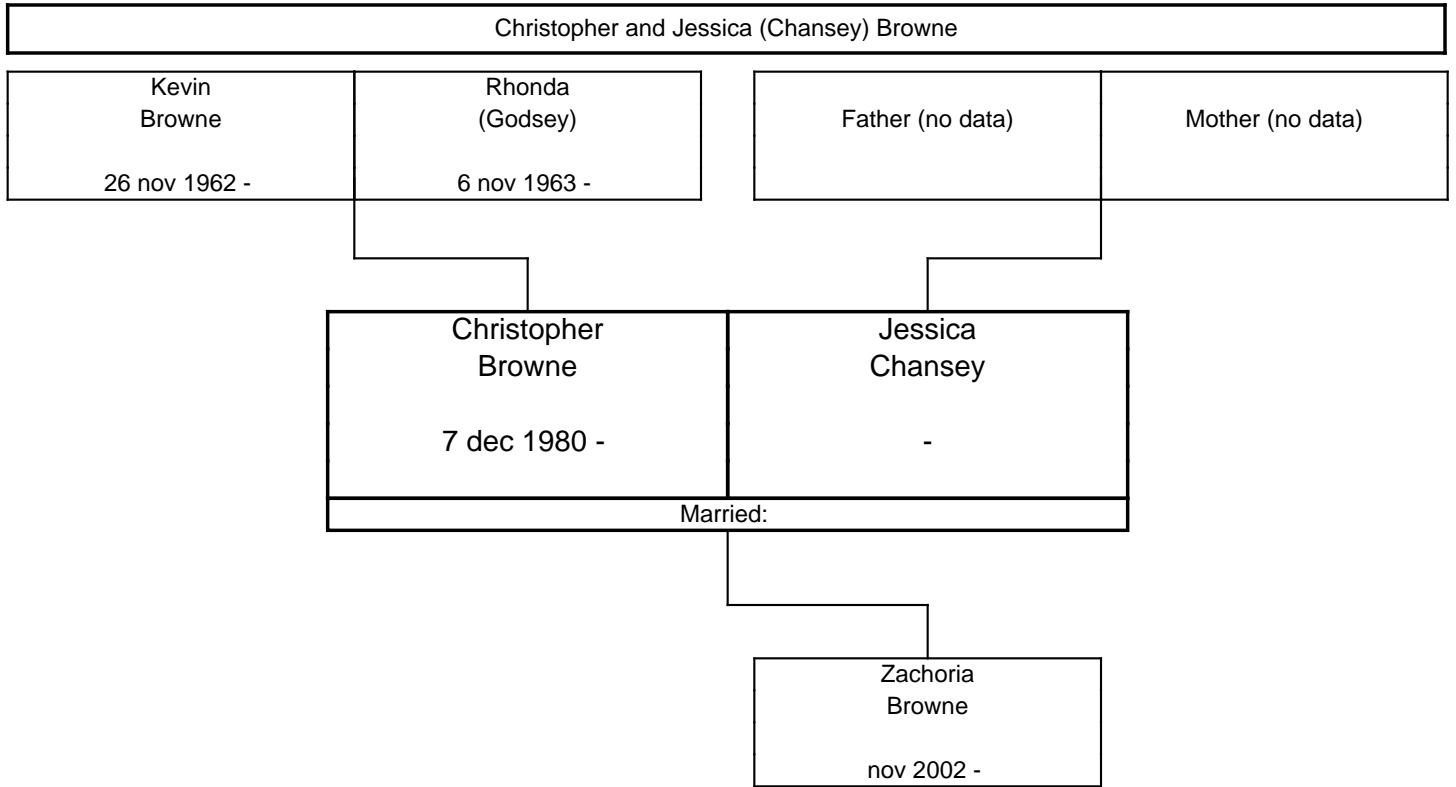 Christopher and Jessica (Chansey) Browne
Kevin
Browne
26 nov 1962 -
Rhonda
(Godsey)
6 nov 1963 -
Father (no data)
Mother (no data)
Christopher
Browne
7 dec 1980 -
Jessica
Chansey
-
Married:
Zachoria
Browne
nov 2002 -